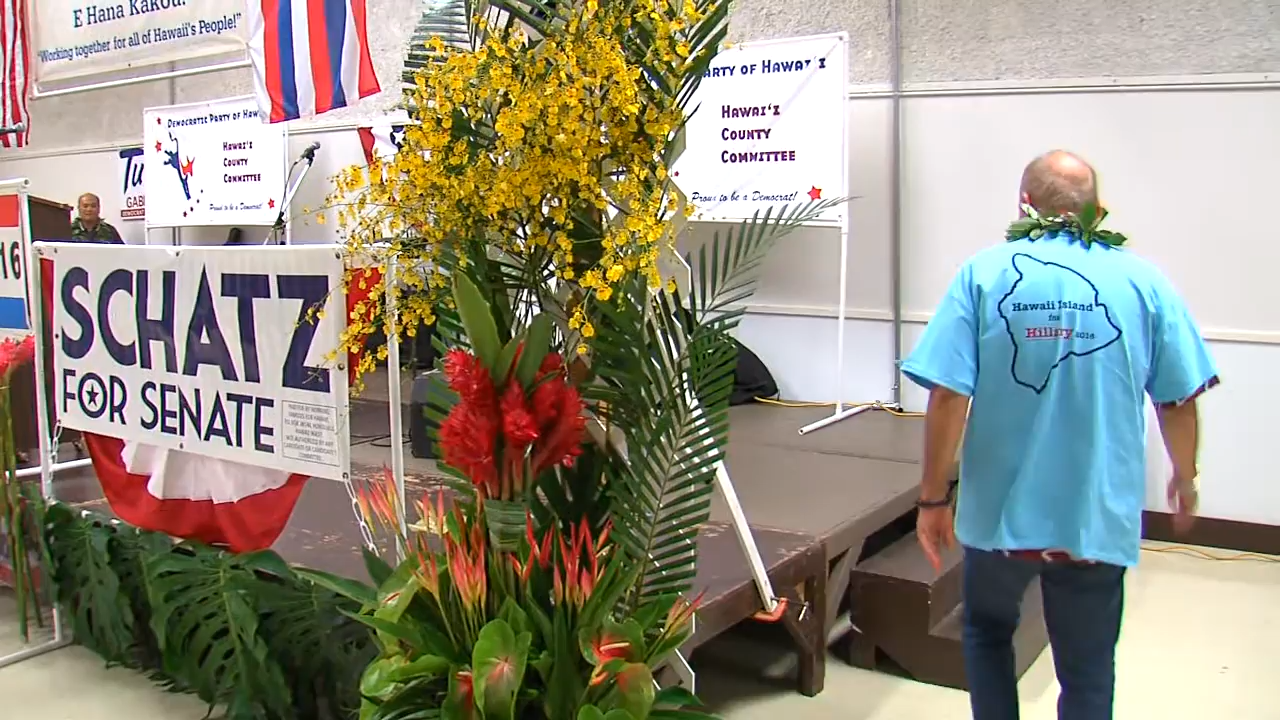 E Hana Kakou!
"Working together for all of Hawaii's People!"
DEMOCRATIC PARTY OF HAW
HAWAI'I
COUNTY
COMMITTEE
Proud to be a Democrat!
PARTY OF HAWAI'I
HAWAI'I
COUNTY
COMMITTEE
Proud to be a Democrat!
Tu
GAB
16
SCHATZ
FOR SENATE
Hawaii Island
for
Hillary 2016